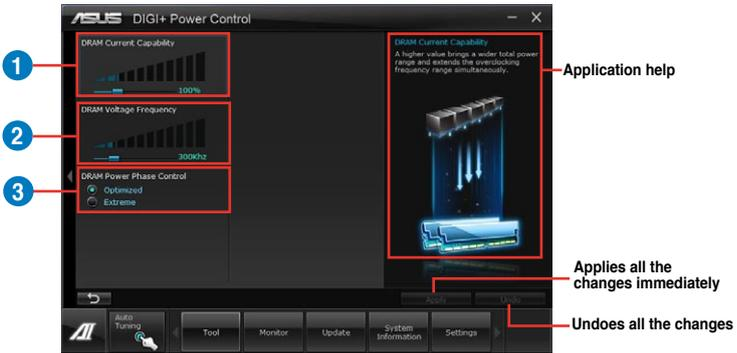 ASUS DIGI+ Power Control
1
DRAM Current Capability
100%
2
DRAM Voltage Frequency
300Khz
3
DRAM Power Phase Control
Optimized
Extreme
DRAM Current Capability
A higher value brings a wider total power
range and extends the overclocking
frequency range simultaneously.
Application help
Applies all the
changes immediately
Apply
Undo
Undoes all the changes
Auto
Tuning
Tool
Monitor
Update
System
Information
Settings